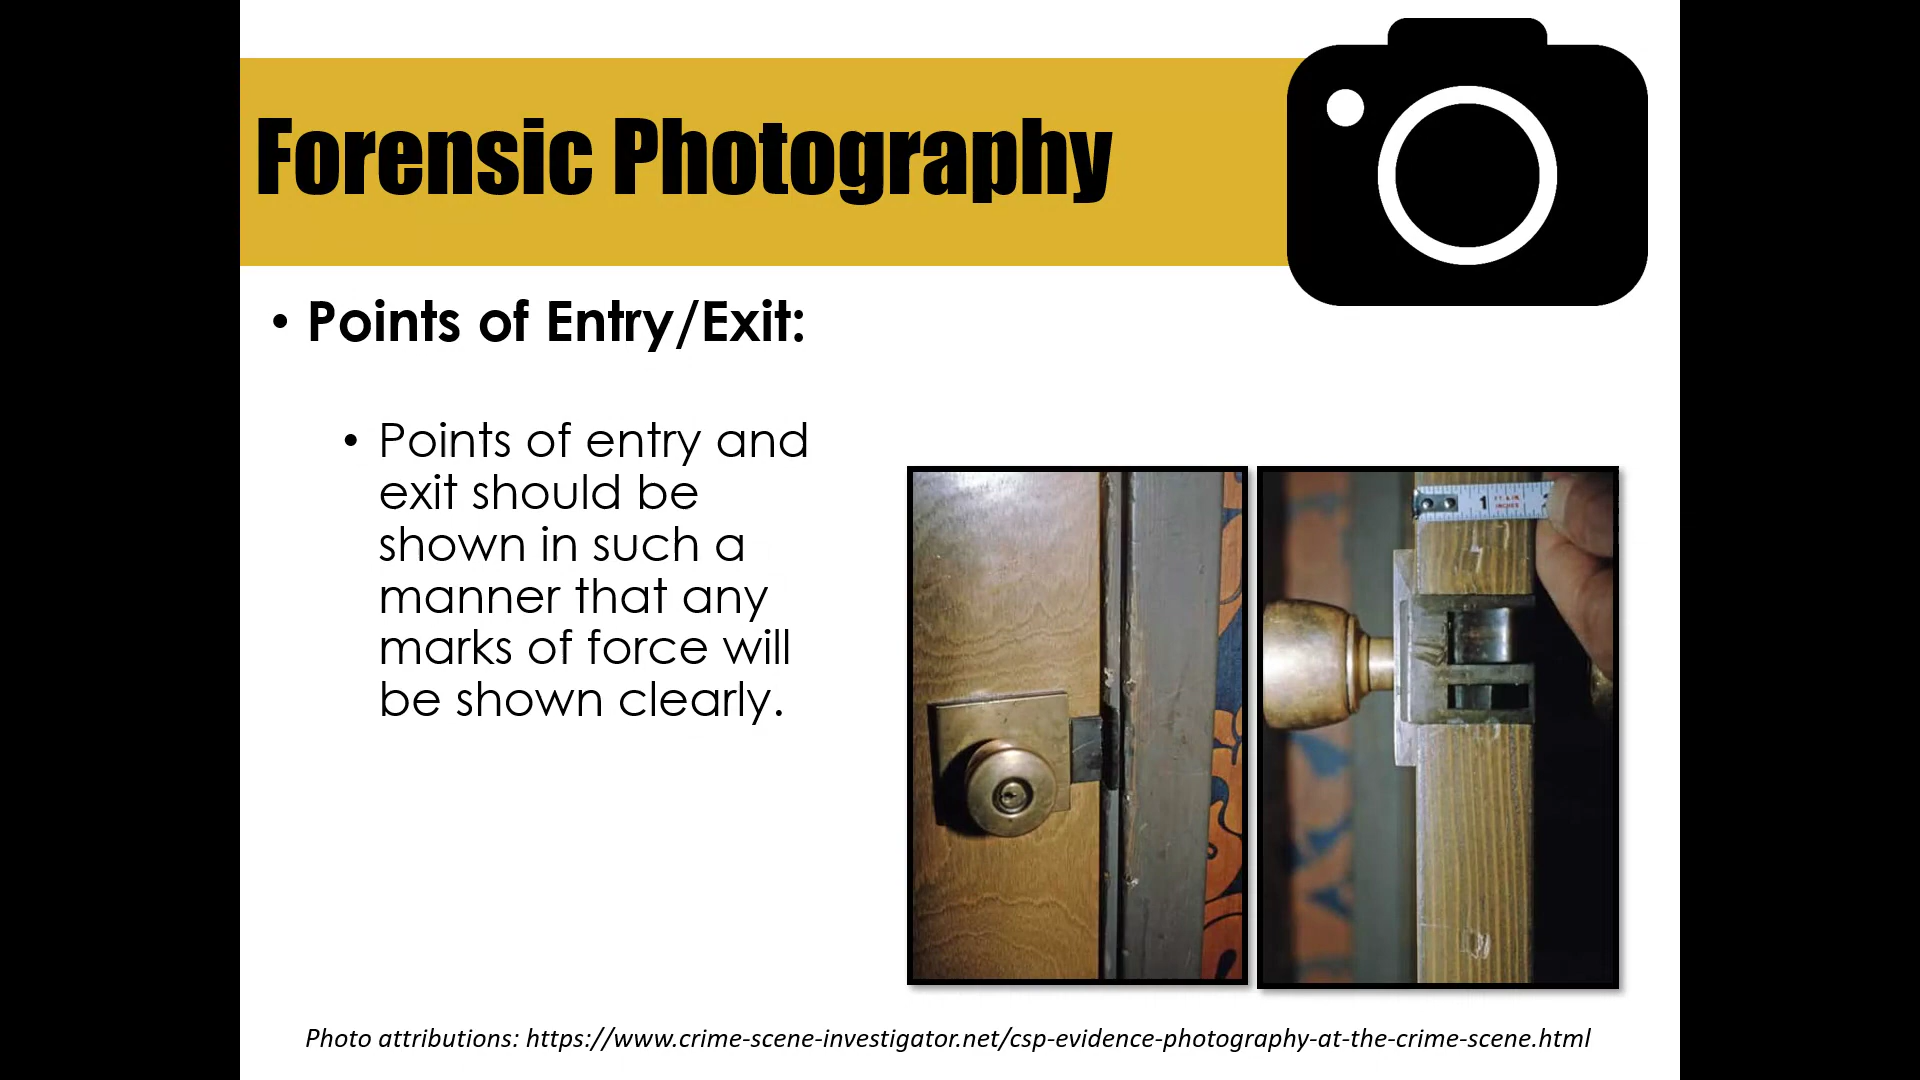 Forensic Photography
• Points of Entry/Exit:
• Points of entry and
exit should be
shown in such a
manner that any
marks of force will
be shown clearly.
1
INCHES
Photo attributions: https://www.crime-scene-investigator.net/csp-evidence-photography-at-the-crime-scene.html